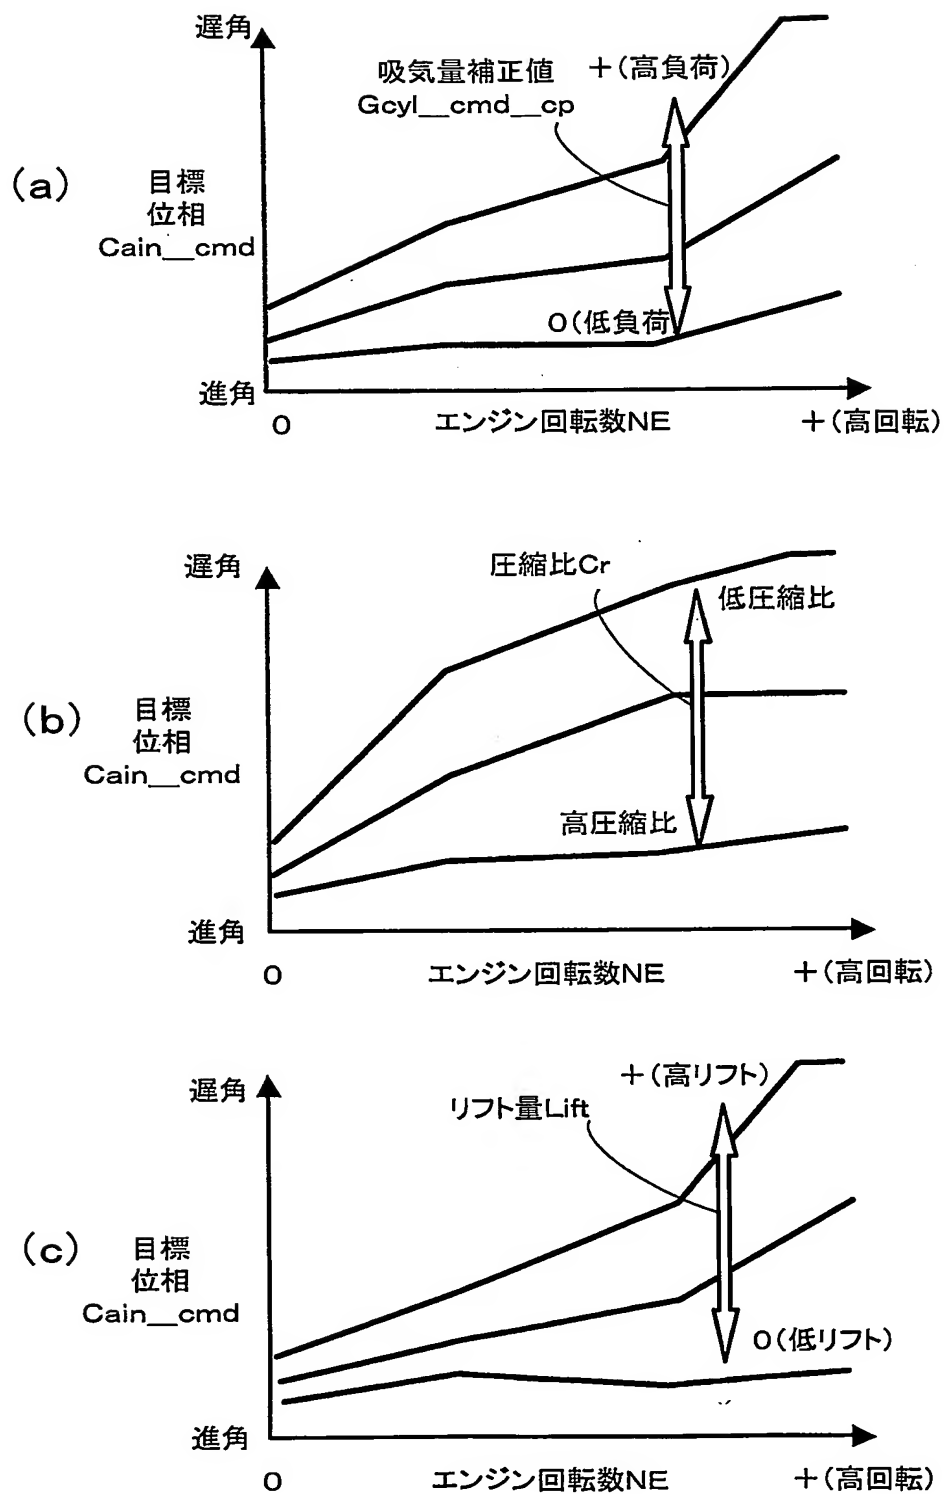 遅角
吸気量補正値
Gcyl__cmd__cp
+(高負荷)
(a)
目標
位相
Cain__cmd
0(低負荷
進角
0
エンジン回転数NE
+(高回転)
遅角
圧縮比Cr
低圧縮比
(b)
目標
位相
Cain__cmd
高圧縮比
進角
0
エンジン回転数NE
+(高回転)
遅角
+(高リフト)
リフト量Lift
(c)
目標
位相
Cain__cmd
0(低リフト)
進角
0
エンジン回転数NE
+(高回転)